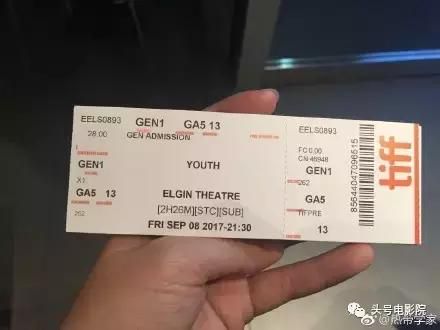 EELS0893 GEN1 GA5 13 EELS0893
28.00 GEN ADMISSION FC 0.00
CN 46948
GEN1 YOUTH GEN1
X1 262
GA5 13 ELGIN THEATRE GA5
[2H26M][STC][SUB] TIFPRE
262 FRI SEP 08 2017-21:30 13
855644047096515
tiff
头号电影院
@热带学家